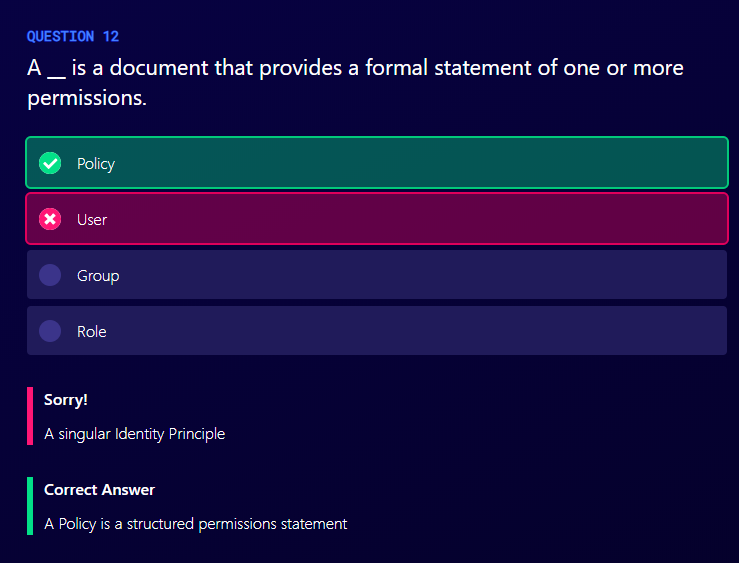 QUESTION 12
A __ is a document that provides a formal statement of one or more
permissions.
Policy
User
Group
Role
Sorry!
A singular Identity Principle
Correct Answer
A Policy is a structured permissions statement